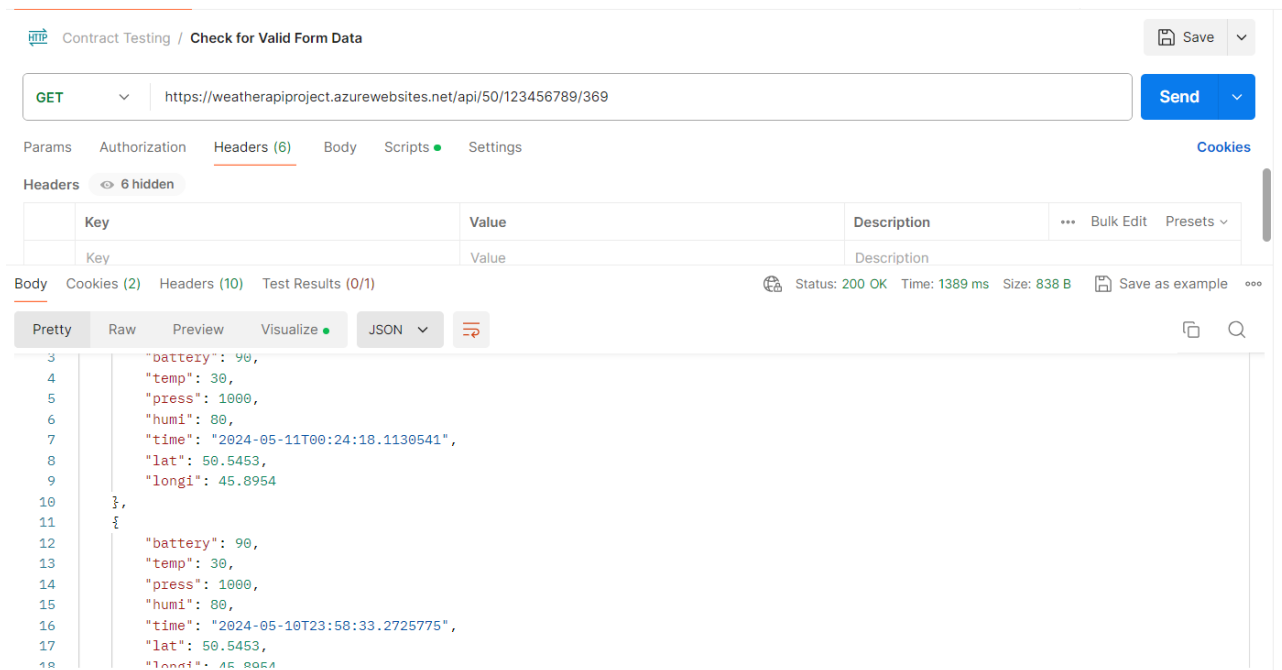 HTTP Contract Testing / Check for Valid Form Data Save
GET https://weatherapiproject.azurewebsites.net/api/50/123456789/369 Send
Params Authorization Headers (6) Body Scripts Settings Cookies
Headers 6 hidden
Key Value Description ••• Bulk Edit Presets
Key Value Description
Body Cookies (2) Headers (10) Test Results (0/1) Status: 200 OK Time: 1389 ms Size: 838 B Save as example
Pretty Raw Preview Visualize JSON
3 "battery": 90,
4 "temp": 30,
5 "press": 1000,
6 "humi": 80,
7 "time": "2024-05-11T00:24:18.1130541",
8 "lat": 50.5453,
9 "longi": 45.8954
10 },
11 {
12 "battery": 90,
13 "temp": 30,
14 "press": 1000,
15 "humi": 80,
16 "time": "2024-05-10T23:58:33.2725775",
17 "lat": 50.5453,
18 "longi": 45.8954